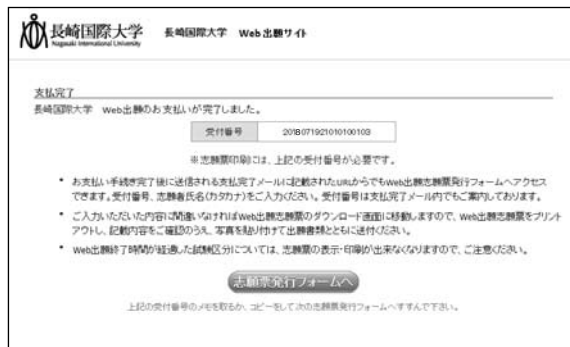 長崎国際大学
Nagasaki International University
長崎国際大学 Web出願サイト
支払完了
長崎国際大学 Web出願のお支払いが完了しました。
受付番号 2018071921010100103
※志願票印刷には、上記の受付番号が必要です。
• お支払い手続き完了後に送信される支払完了メールに記載されたURLからでもWeb出願志願票発行フォームへアクセス
できます。受付番号、志願者氏名(カタカナ)をご入力ください。受付番号は支払完了メール内でもご案内しております。
• ご入力いただいた内容に間違いなければWeb出願志願票のダウンロード画面に移動しますので、Web出願志願票をプリント
アウトし、記載内容をご確認のうえ、写真を貼り付けて出願書類とともに送付ください。
• Web出願終了時間が経過した試験区分については、志願票の表示・印刷が出来なくなりますので、ご注意ください。
志願票発行フォームへ
上記の受付番号のメモを取るか、コピーをして次の志願票発行フォームへすすんで下さい。